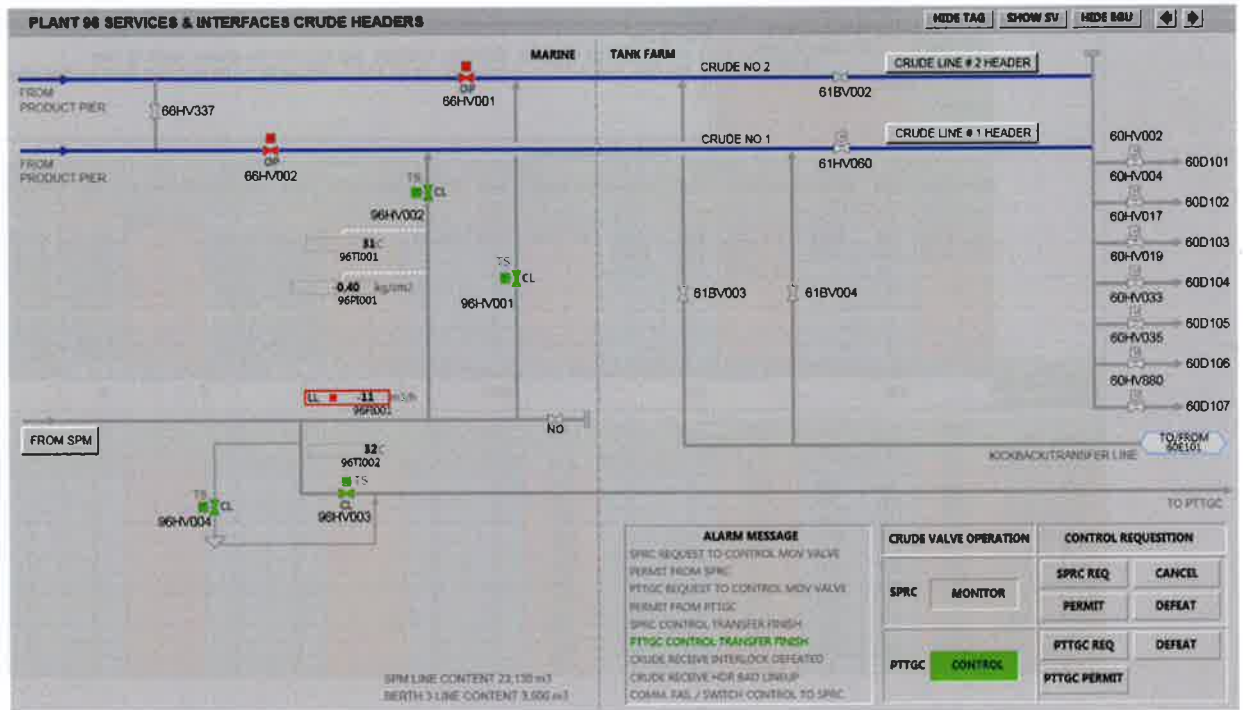 PLANT 96 SERVICES & INTERFACES CRUDE HEADERS
HIDE TAG
SHOW SV
HIDE EGU
MARINE
TANK FARM
CRUDE NO 2
CRUDE LINE # 2 HEADER
FROM
PRODUCT PIER
66HV337
OP
66HV001
61BV002
CRUDE NO 1
CRUDE LINE # 1 HEADER
FROM
PRODUCT PIER
OP
66HV002
61HV060
60HV002
60D101
60HV004
60D102
60HV017
60D103
60HV019
60D104
60HV033
60D105
60HV035
60D106
60HV880
60D107
TS
CL
96HV002
31 C
96TI001
-0.40 kg/cm2
96PI001
TS
CL
96HV001
61BV003
61BV004
LL -11 m3/h
96FI001
NO
FROM SPM
32 C
96TI002
TS
CL
96HV003
TS
CL
96HV004
TO/FROM
60E101
KICKBACK/TRANSFER LINE
TO PTTGC
ALARM MESSAGE
SPRC REQUEST TO CONTROL MOV VALVE
PERMIT FROM SPRC
PTTGC REQUEST TO CONTROL MOV VALVE
PERMIT FROM PTTGC
SPRC CONTROL TRANSFER FINISH
PTTGC CONTROL TRANSFER FINISH
CRUDE RECEIVE INTERLOCK DEFEATED
CRUDE RECEIVE HDR BAD LINEUP
COMM. FAIL / SWITCH CONTROL TO SPRC
CRUDE VALVE OPERATION
CONTROL REQUESITION
SPRC
MONITOR
SPRC REQ
CANCEL
PERMIT
DEFEAT
PTTGC
CONTROL
PTTGC REQ
DEFEAT
PTTGC PERMIT
SPM LINE CONTENT 23,130 m3
BERTH 3 LINE CONTENT 3,600 m3